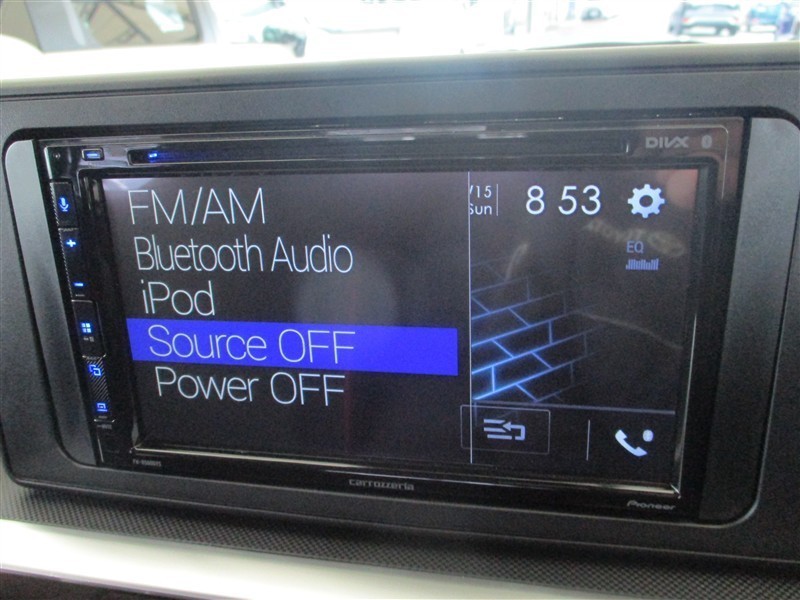 DIVX
FM/AM
Bluetooth Audio
iPod
Source OFF
Power OFF
/15
Sun
8 53
EQ
carrozzeria
Pioneer